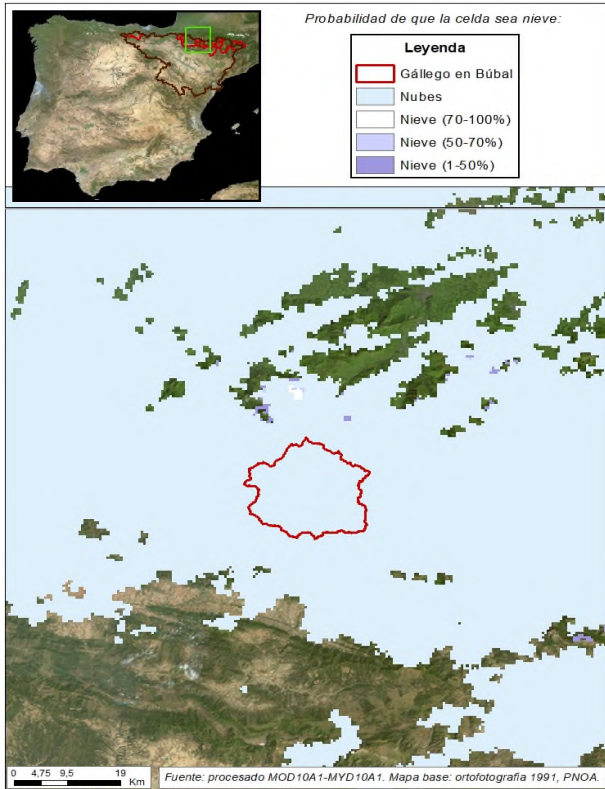 Probabilidad de que la celda sea nieve:
Leyenda
Gállego en Búbal
Nubes
Nieve (70-100%)
Nieve (50-70%)
Nieve (1-50%)
0 4,75 9,5 19
Km
Fuente: procesado MOD10A1-MYD10A1. Mapa base: ortofotografia 1991, PNOA.